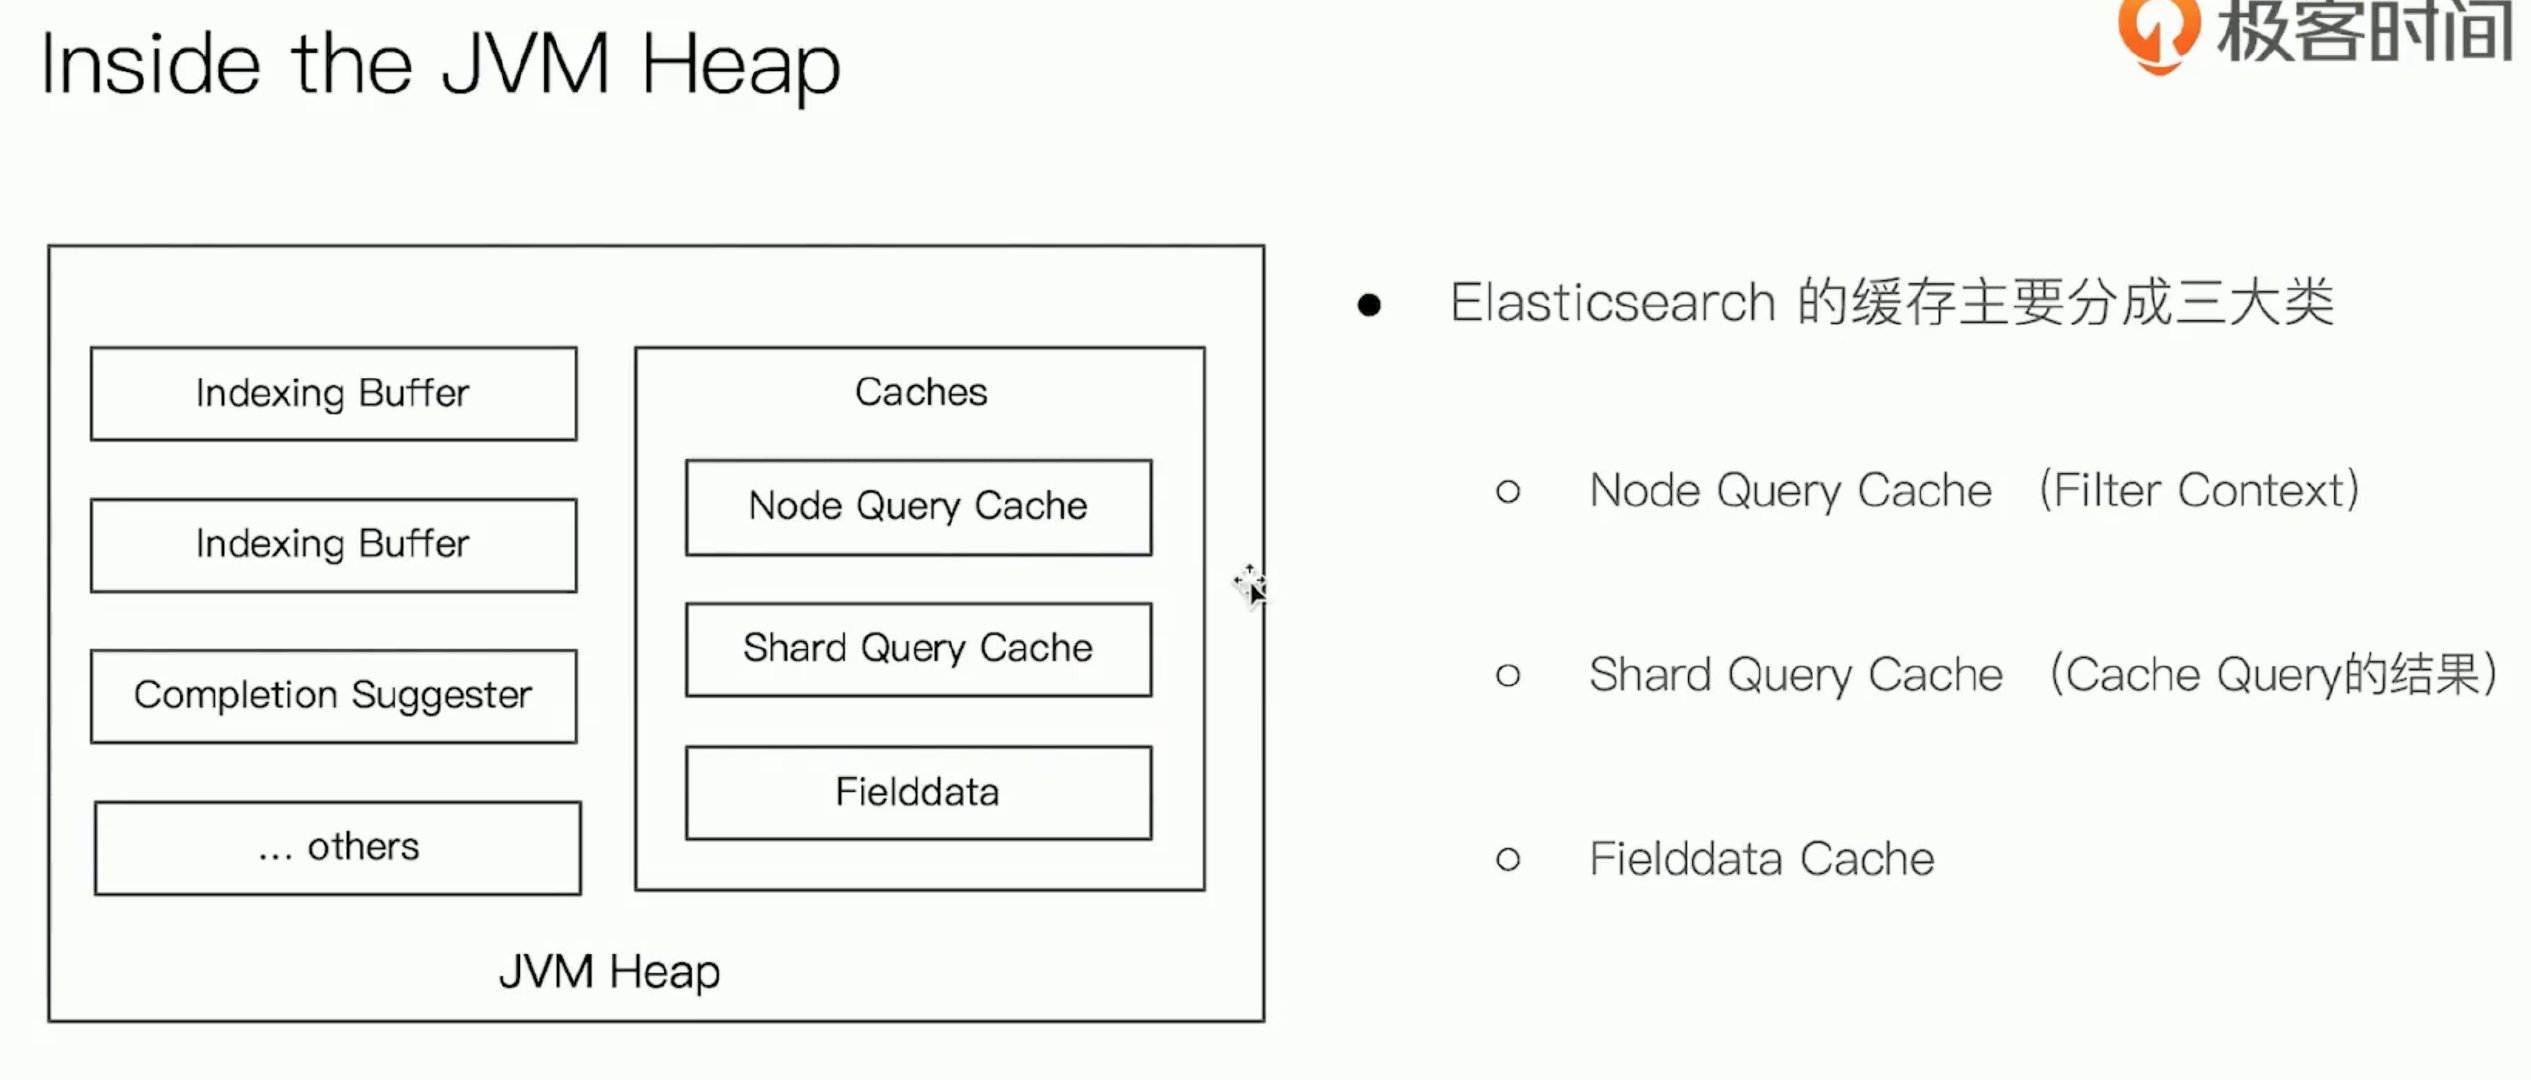 Inside the JVM Heap
极客时间
Indexing Buffer
Indexing Buffer
Completion Suggester
... others
Caches
Node Query Cache
Shard Query Cache
Fielddata
JVM Heap
Elasticsearch 的缓存主要分成三大类
Node Query Cache （Filter Context）
Shard Query Cache （Cache Query的结果）
Fielddata Cache